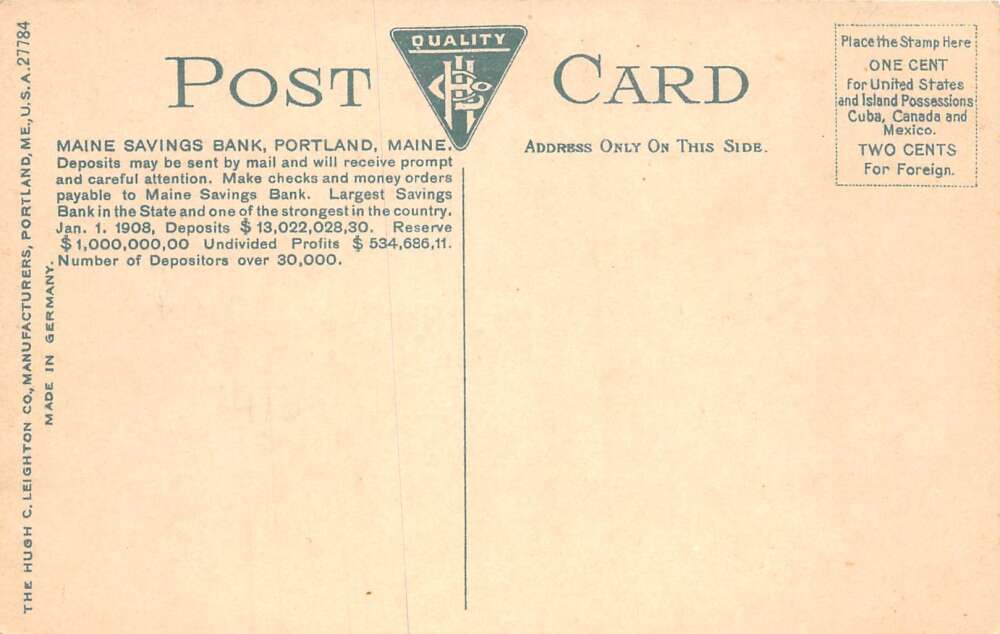 POST CARD
QUALITY
Place the Stamp Here
ONE CENT
for United States
and Island Possessions
Cuba, Canada and
Mexico.
TWO CENTS
For Foreign.
MAINE SAVINGS BANK, PORTLAND, MAINE.
Deposits may be sent by mail and will receive prompt
and careful attention. Make checks and money orders
payable to Maine Savings Bank. Largest Savings
Bank in the State and one of the strongest in the country.
Jan. 1. 1908, Deposits $ 13,022,028,30. Reserve
$ 1,000,000,00 Undivided Profits $ 534,686,11.
Number of Depositors over 30,000.
ADDRESS ONLY ON THIS SIDE.
THE HUGH C. LEIGHTON CO., MANUFACTURERS, PORTLAND, ME., U.S.A. 27784
MADE IN GERMANY.